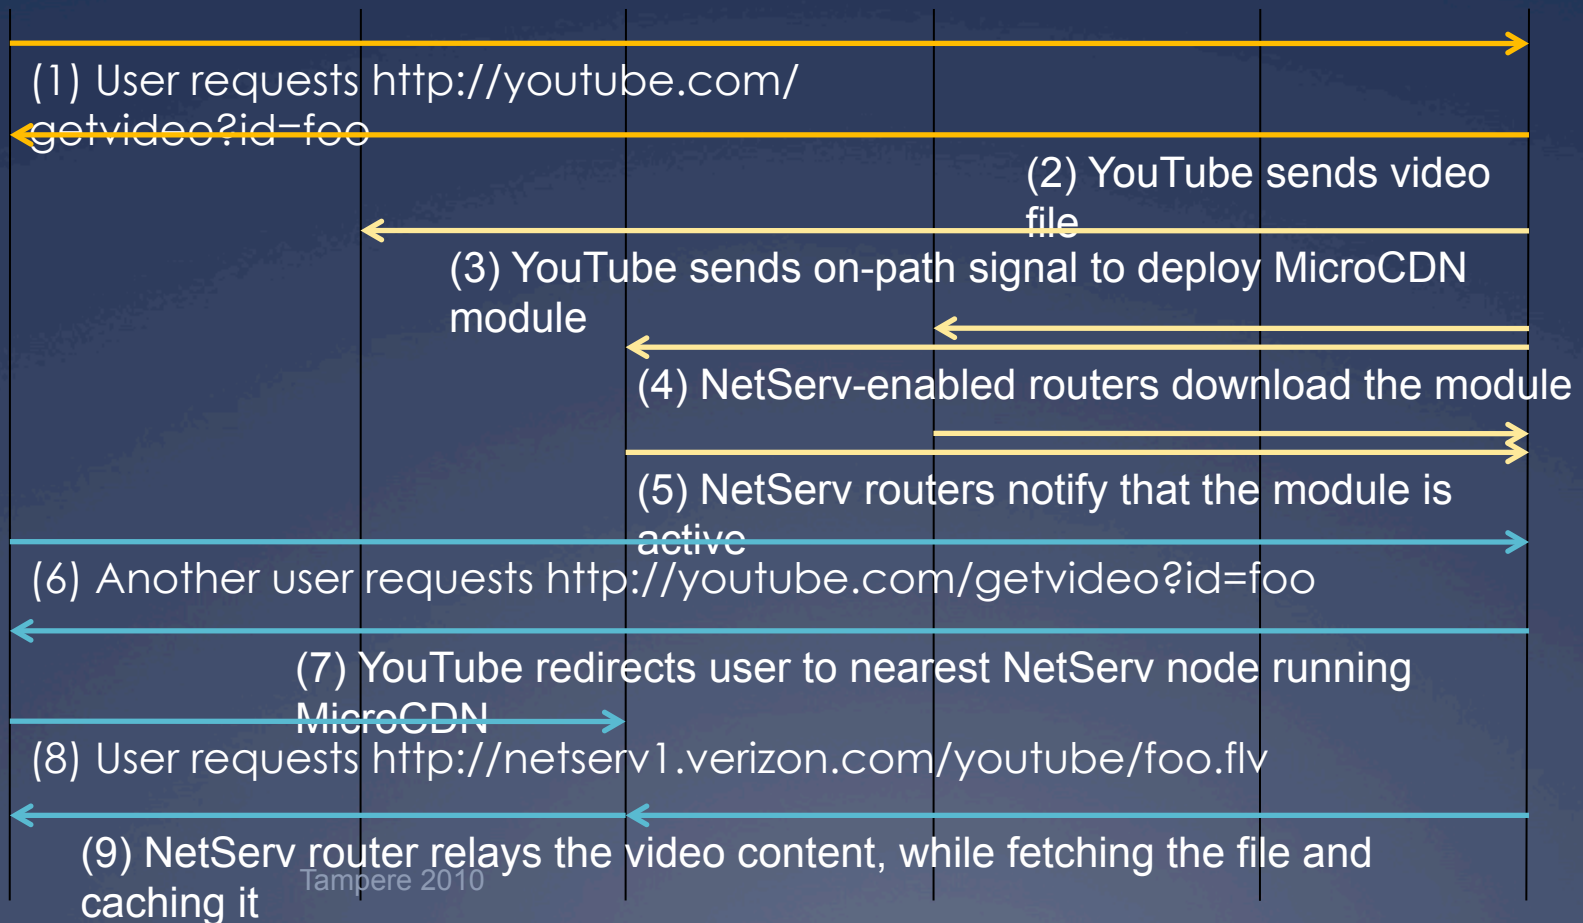 (1) User requests http://youtube.com/
getvideo?id=foo
(2) YouTube sends video
file
(3) YouTube sends on-path signal to deploy MicroCDN
module
(4) NetServ-enabled routers download the module
(5) NetServ routers notify that the module is
active
(6) Another user requests http://youtube.com/getvideo?id=foo
(7) YouTube redirects user to nearest NetServ node running
MicroCDN
(8) User requests http://netserv1.verizon.com/youtube/foo.flv
(9) NetServ router relays the video content, while fetching the file and
caching it
Tampere 2010